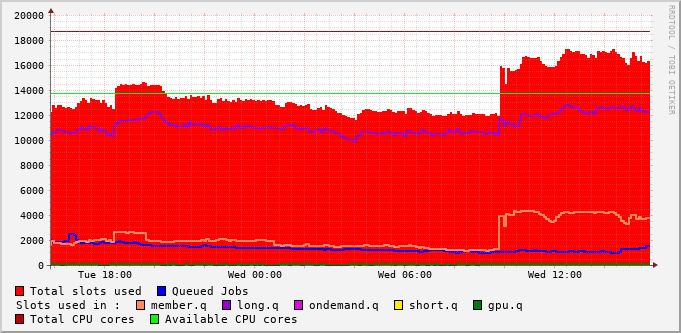 20000
18000
16000
14000
12000
10000
8000
6000
4000
2000
0
Tue 18:00 Wed 00:00 Wed 06:00 Wed 12:00
RRDTOOL / TOBI OETIKER
Total slots used Queued Jobs
Slots used in : member.q long.q ondemand.q short.q gpu.q
Total CPU cores Available CPU cores